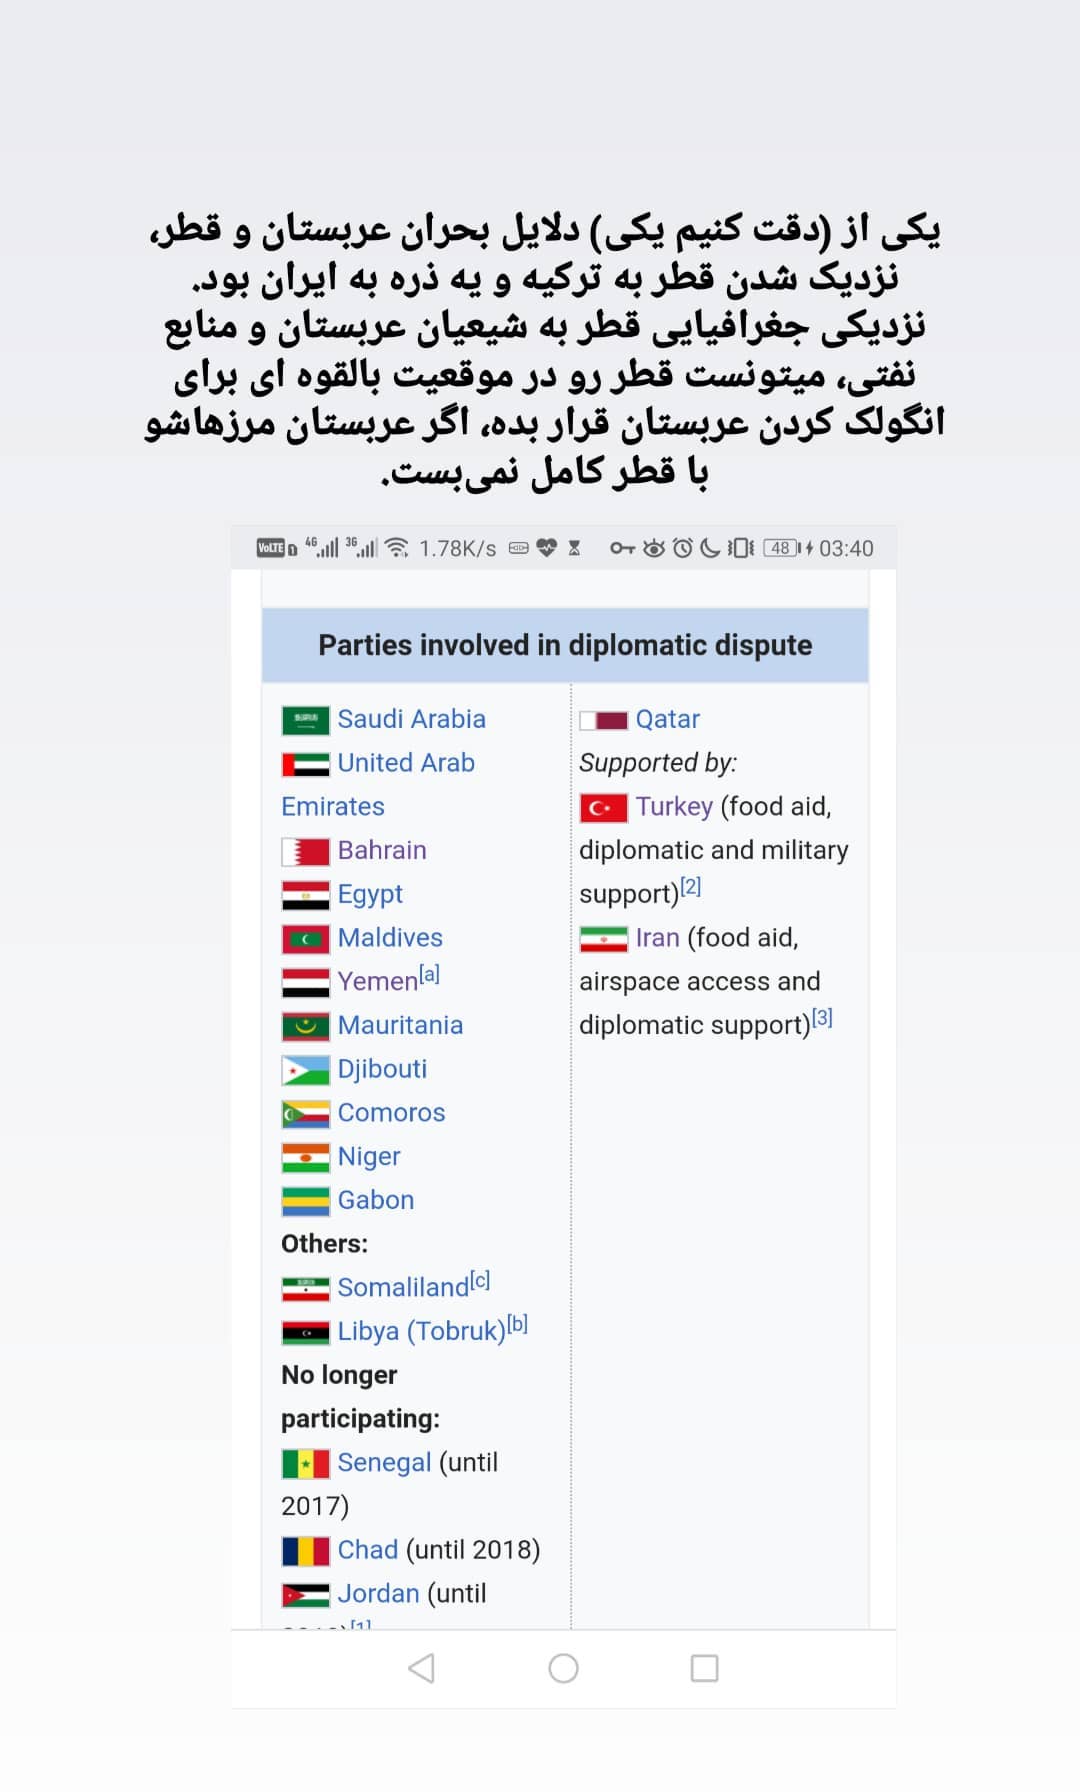 یکی از (دقت کنیم یکی) دلایل بحران عربستان و قطر،
نزدیک شدن قطر به ترکیه و یه ذره به ایران بود.
نزدیکی جغرافیایی قطر به شیعیان عربستان و منابع
نفتی، میتونست قطر رو در موقعیت بالقوه ای برای
انگولک کردن عربستان قرار بده، اگر عربستان مرزهاشو
با قطر کامل نمی‌بست.
VoLTE 1 4G 3G 1.78K/s 48 03:40
Parties involved in diplomatic dispute
Saudi Arabia
United Arab
Emirates
Bahrain
Egypt
Maldives
Yemen[a]
Mauritania
Djibouti
Comoros
Niger
Gabon
Others:
Somaliland[c]
Libya (Tobruk)[b]
No longer
participating:
Senegal (until
2017)
Chad (until 2018)
Jordan (until
[1]
Qatar
Supported by:
Turkey (food aid,
diplomatic and military
support)[2]
Iran (food aid,
airspace access and
diplomatic support)[3]